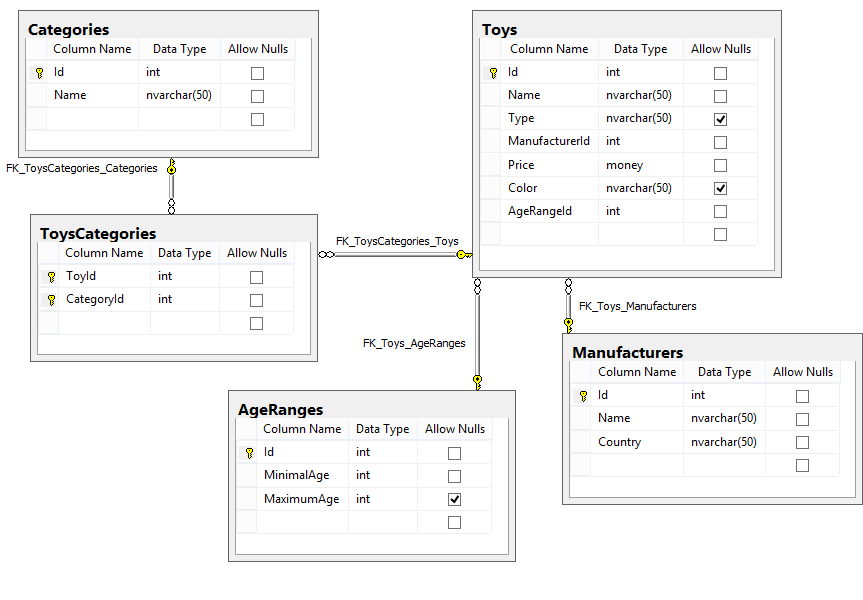 Categories
Column Name Data Type Allow Nulls
Id int
Name nvarchar(50)
FK_ToysCategories_Categories
ToysCategories
Column Name Data Type Allow Nulls
ToyId int
CategoryId int
FK_ToysCategories_Toys
Toys
Column Name Data Type Allow Nulls
Id int
Name nvarchar(50)
Type nvarchar(50)
ManufacturerId int
Price money
Color nvarchar(50)
AgeRangeId int
FK_Toys_AgeRanges
FK_Toys_Manufacturers
AgeRanges
Column Name Data Type Allow Nulls
Id int
MinimalAge int
MaximumAge int
Manufacturers
Column Name Data Type Allow Nulls
Id int
Name nvarchar(50)
Country nvarchar(50)